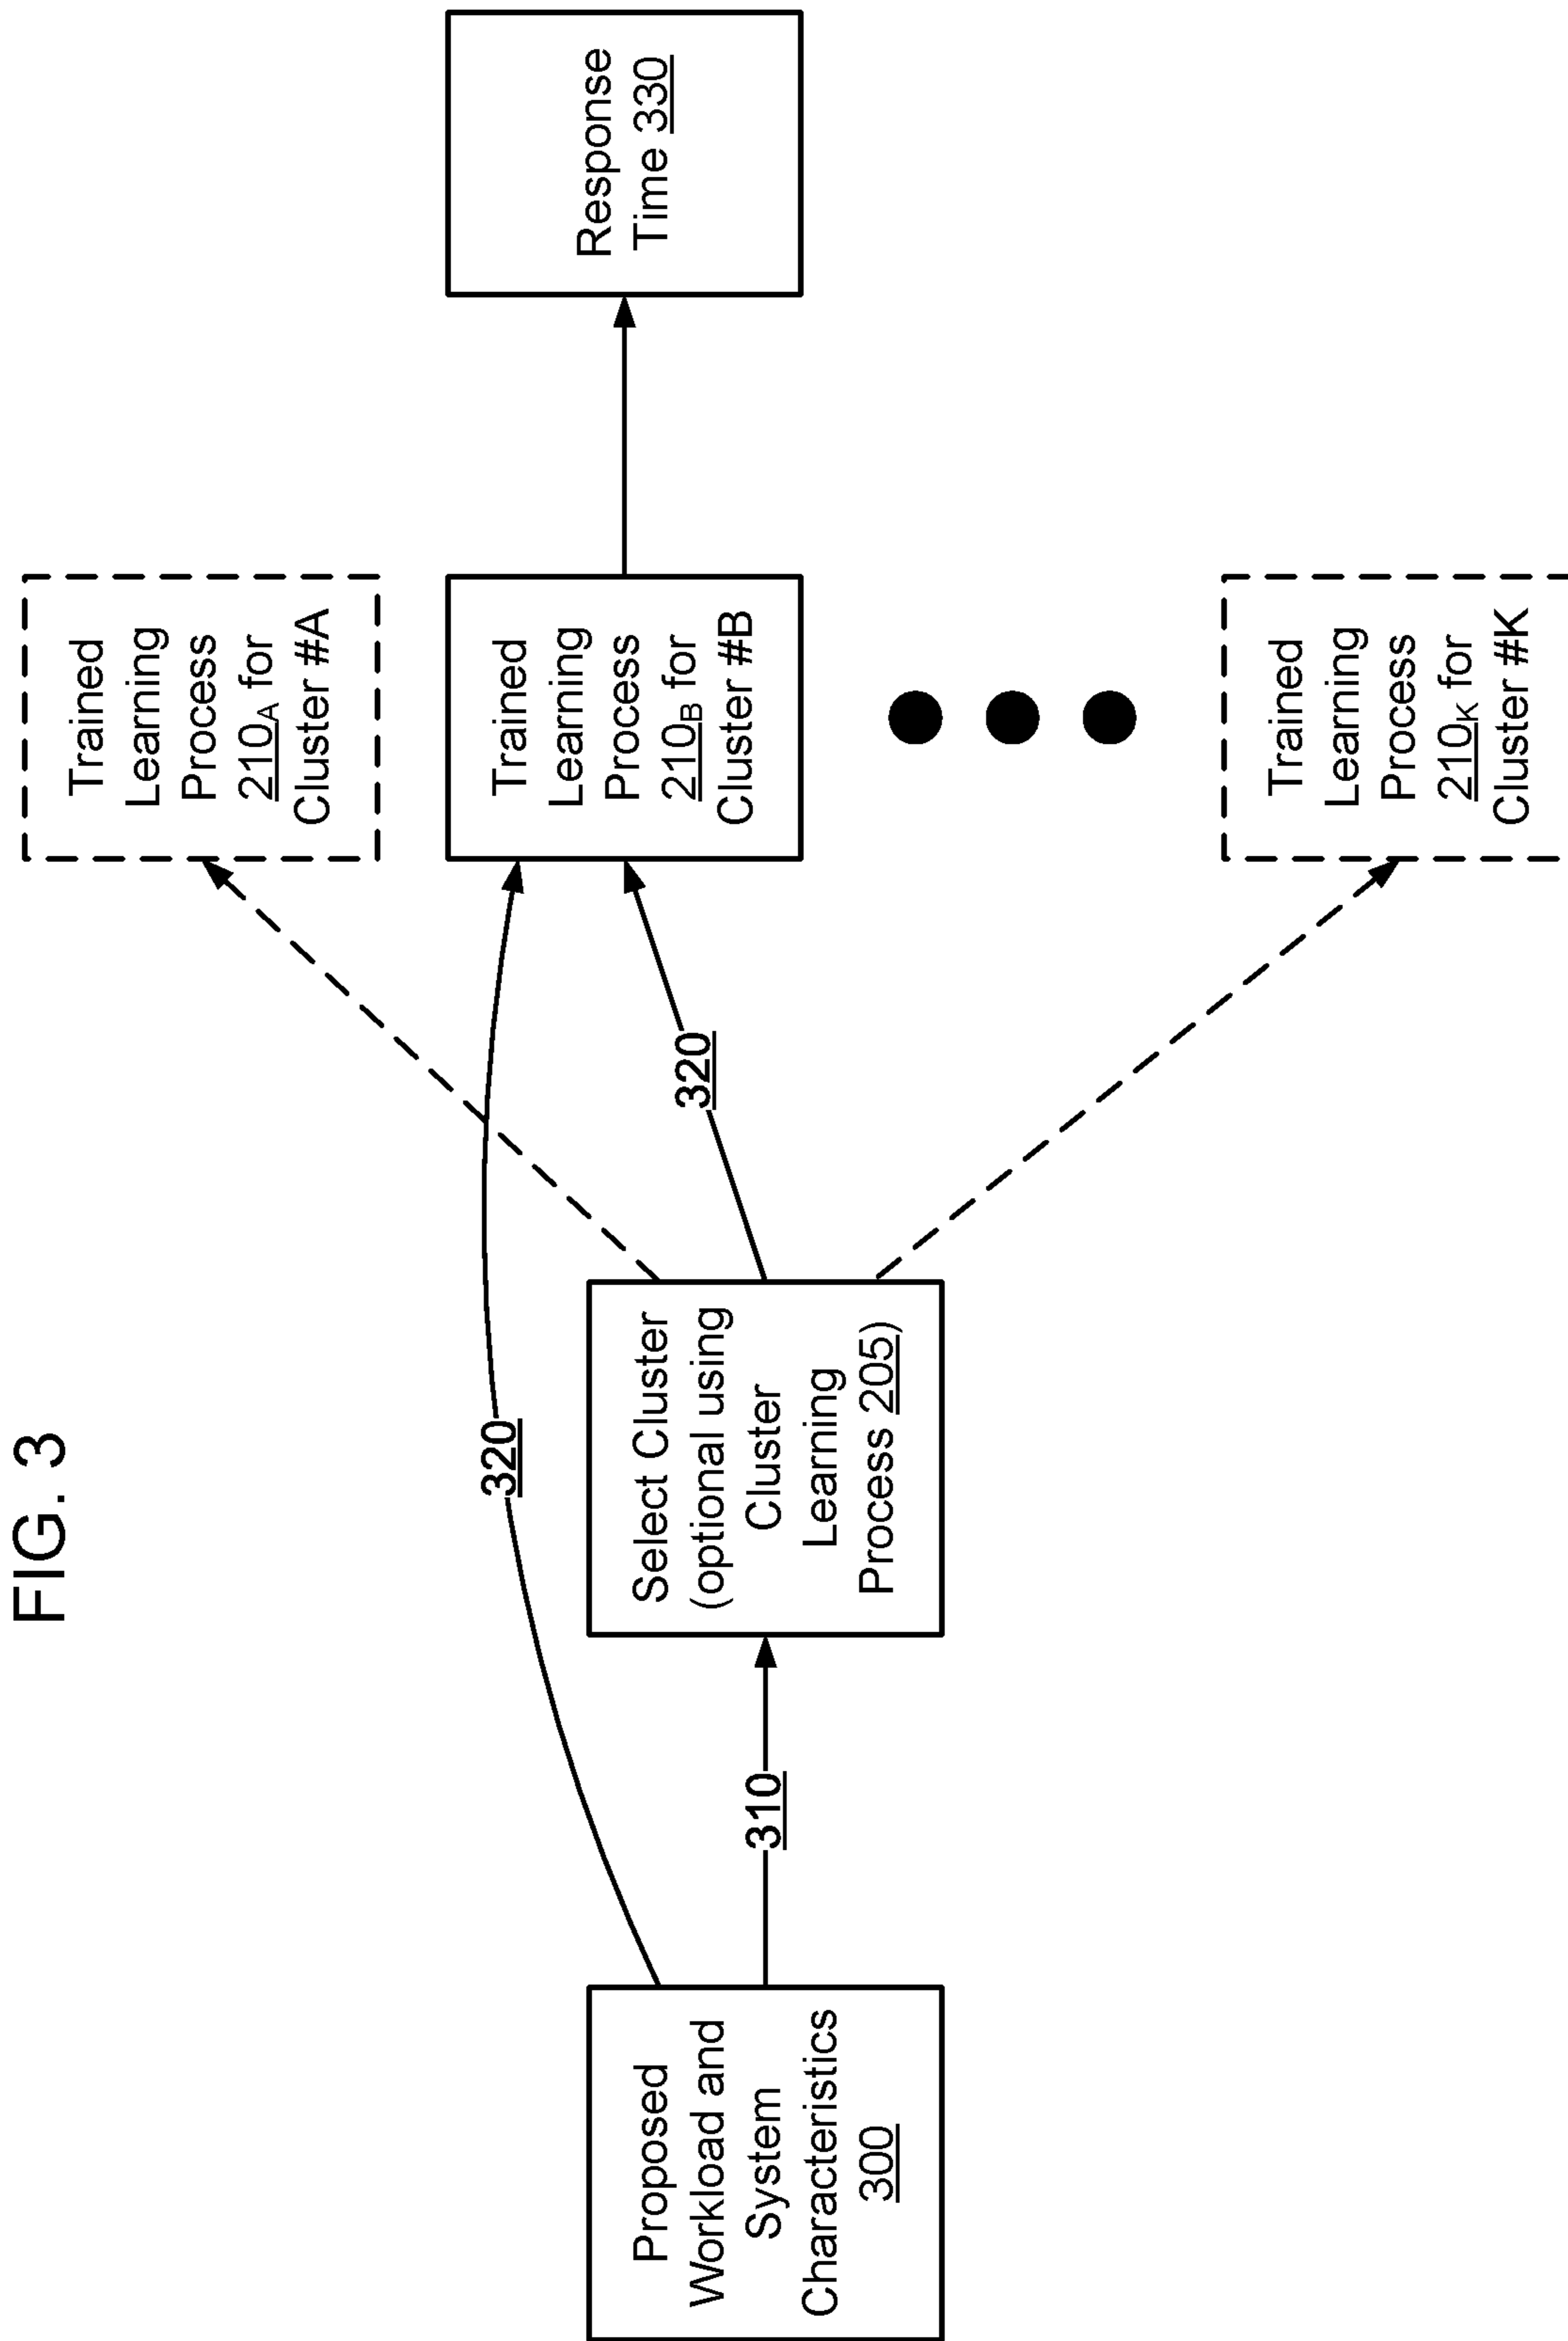 FIG. 3
Proposed
Workload and
System
Characteristics
300
310
320
Select Cluster
(optional using
Cluster
Learning
Process 205)
320
Trained
Learning
Process
210A for
Cluster #A
Trained
Learning
Process
210B for
Cluster #B
Trained
Learning
Process
210K for
Cluster #K
Response
Time 330